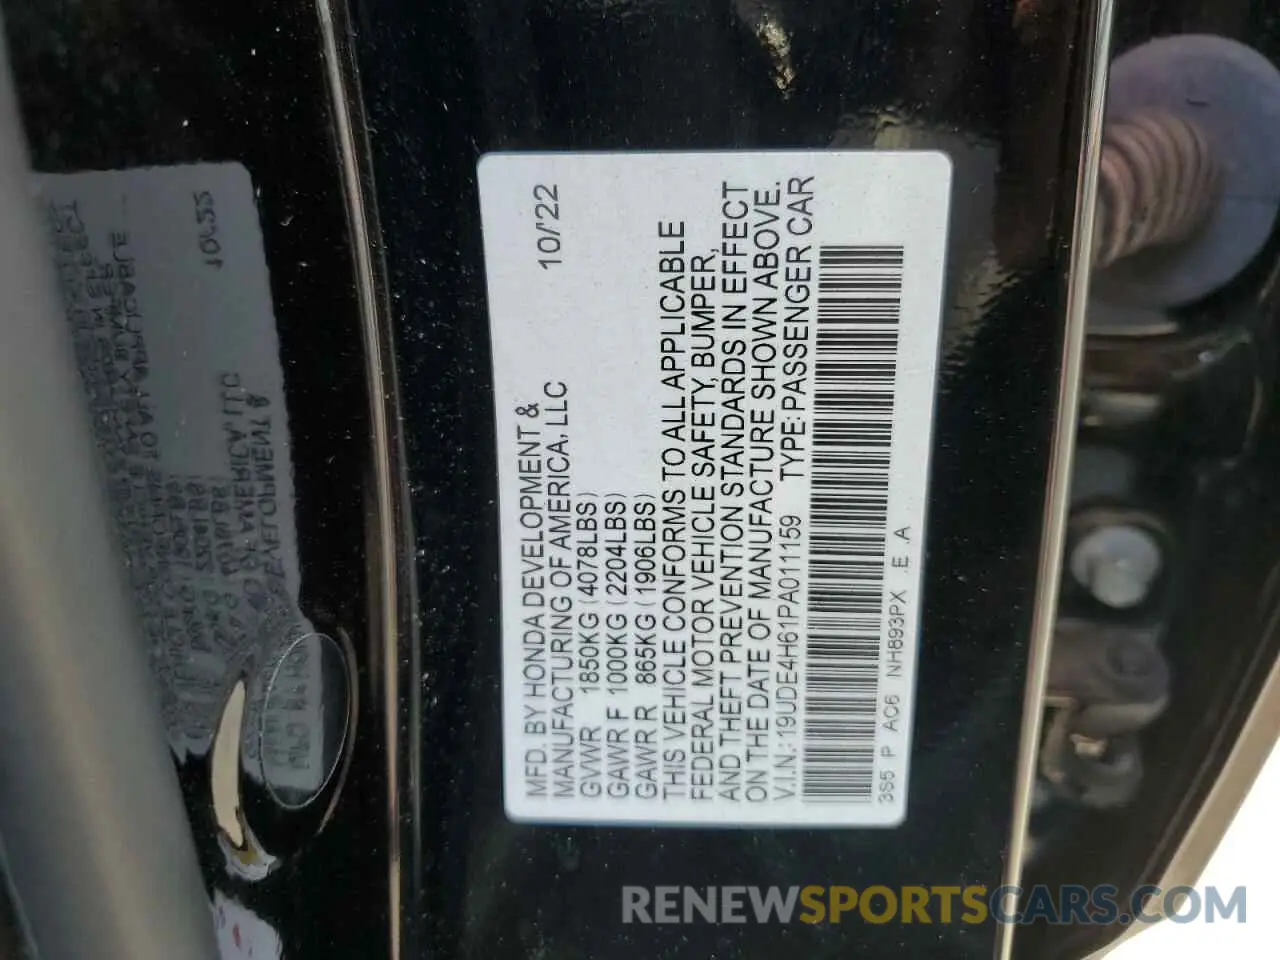 MFD. BY HONDA DEVELOPMENT & 10/'22
MANUFACTURING OF AMERICA, LLC
GVWR 1850KG (4078LBS)
GAWR F 1000KG (2204LBS)
GAWR R 865KG (1906LBS)
THIS VEHICLE CONFORMS TO ALL APPLICABLE
FEDERAL MOTOR VEHICLE SAFETY, BUMPER,
AND THEFT PREVENTION STANDARDS IN EFFECT
ON THE DATE OF MANUFACTURE SHOWN ABOVE.
V.I.N.: 19UDE4H61PA011159 TYPE: PASSENGER CAR
3S5 P AC6 NH893PX .E .A
RENEWSPORTSCARS.COM